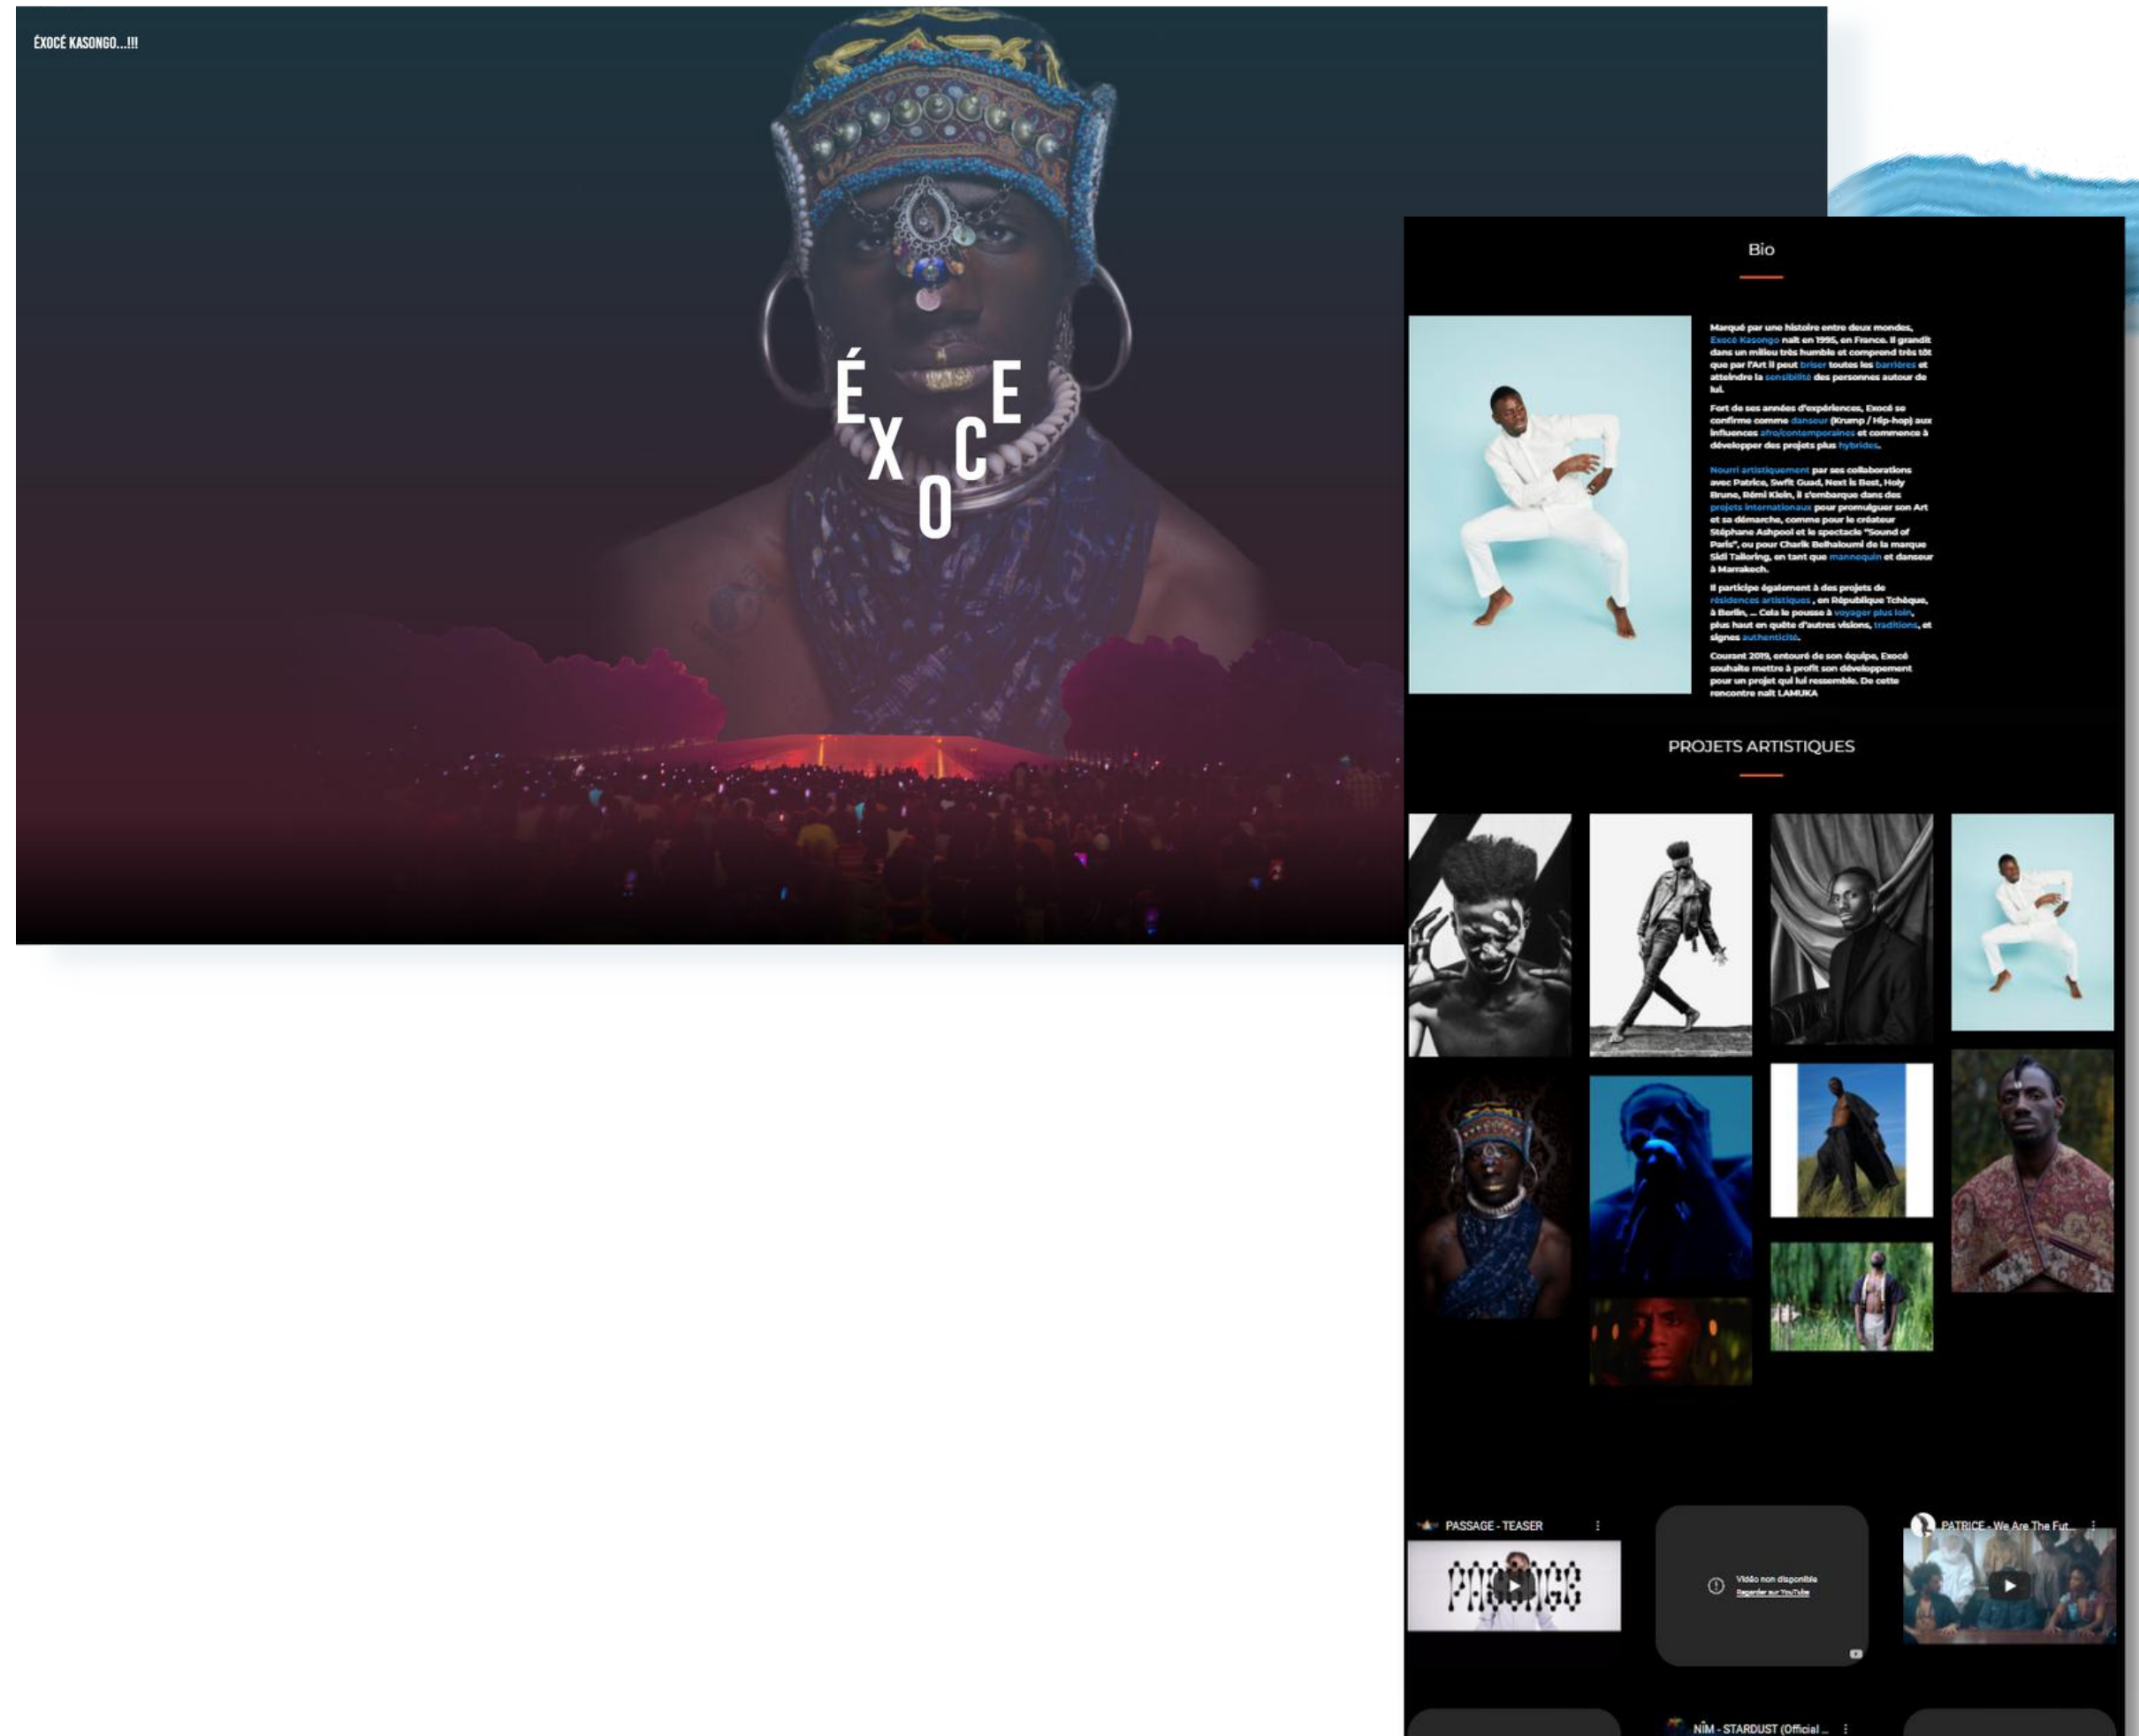 ÉXOCÉ KASONGO...!!!
ÉXOCE
Bio
Marqué par une histoire entre deux mondes,
Exocé Kasongo naît en 1995, en France. Il grandit
dans un milieu très humble et comprend très tôt
que par l'Art il peut briser toutes les barrières et
atteindre la sensibilité des personnes autour de
lui.
Fort de ses années d'expériences, Exocé se
confirme comme danseur (Krump / Hip-hop) aux
influences afro/contemporaines et commence à
développer des projets plus hybrides.
Nourri artistiquement par ses collaborations
avec Patrice, Swfit Guad, Next is Best, Holy
Brune, Rémi Klein, il s'embarque dans des
projets internationaux pour promulguer son Art
et sa démarche, comme pour le créateur
Stéphane Ashpool et le spectacle "Sound of
Paris", ou pour Charik Belhaloumi de la marque
Sidi Tailoring, en tant que mannequin et danseur
à Marrakech.
Il participe également à des projets de
résidences artistiques , en République Tchèque,
à Berlin, ... Cela le pousse à voyager plus loin,
plus haut en quête d'autres visions, traditions, et
signes authenticité.
Courant 2019, entouré de son équipe, Exocé
souhaite mettre à profit son développement
pour un projet qui lui ressemble. De cette
rencontre naît LAMUKA
PROJETS ARTISTIQUES
PASSAGE - TEASER
PASSAGE
Vidéo non disponible
Regarder sur YouTube
PATRICE - We Are The Fut...
NÎM - STARDUST (Official ...